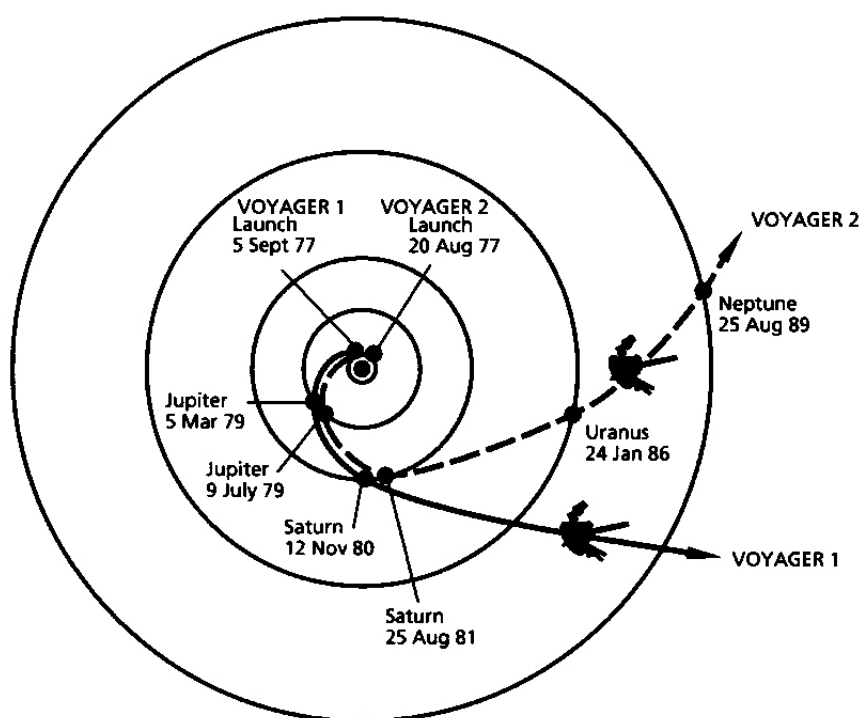 VOYAGER 1
Launch
5 Sept 77
VOYAGER 2
Launch
20 Aug 77
VOYAGER 2
Neptune
25 Aug 89
Jupiter
5 Mar 79
Uranus
24 Jan 86
Jupiter
9 July 79
Saturn
12 Nov 80
VOYAGER 1
Saturn
25 Aug 81